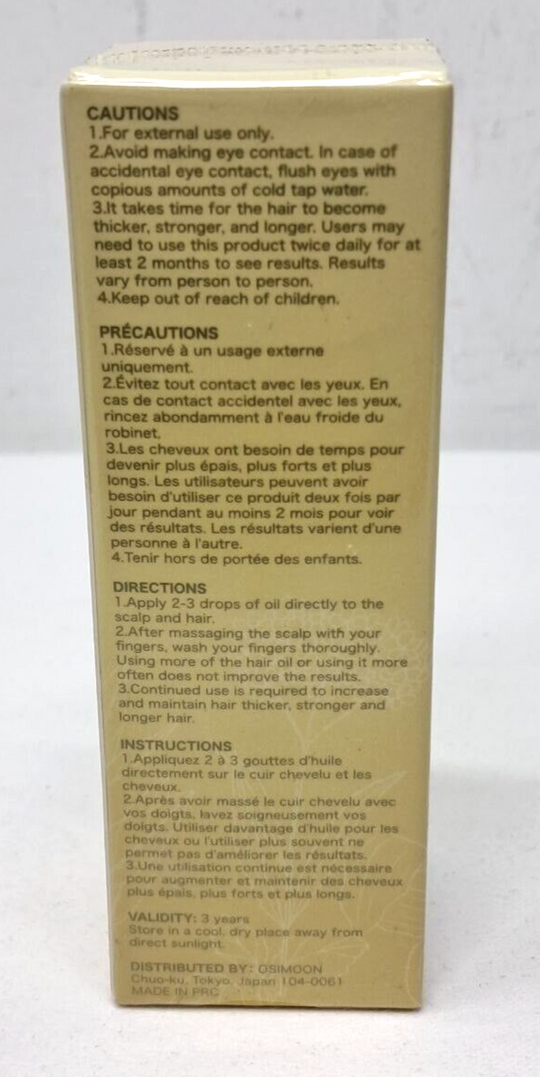 CAUTIONS
1.For external use only.
2.Avoid making eye contact. In case of
accidental eye contact, flush eyes with
copious amounts of cold tap water.
3.It takes time for the hair to become
thicker, stronger, and longer. Users may
need to use this product twice daily for at
least 2 months to see results. Results
vary from person to person.
4.Keep out of reach of children.
PRÉCAUTIONS
1.Réservé à un usage externe
uniquement.
2.Évitez tout contact avec les yeux. En
cas de contact accidentel avec les yeux,
rincez abondamment à l'eau froide du
robinet.
3.Les cheveux ont besoin de temps pour
devenir plus épais, plus forts et plus
longs. Les utilisateurs peuvent avoir
besoin d'utiliser ce produit deux fois par
jour pendant au moins 2 mois pour voir
des résultats. Les résultats varient d'une
personne à l'autre.
4.Tenir hors de portée des enfants.
DIRECTIONS
1.Apply 2-3 drops of oil directly to the
scalp and hair.
2.After massaging the scalp with your
fingers, wash your fingers thoroughly.
Using more of the hair oil or using it more
often does not improve the results.
3.Continued use is required to increase
and maintain hair thicker, stronger and
longer hair.
INSTRUCTIONS
1.Appliquez 2 à 3 gouttes d'huile
directement sur le cuir chevelu et les
cheveux.
2.Après avoir massé le cuir chevelu avec
vos doigts, lavez soigneusement vos
doigts. Utiliser davantage d'huile pour les
cheveux ou l'utiliser plus souvent ne
permet pas d'améliorer les résultats.
3.Une utilisation continue est nécessaire
pour augmenter et maintenir des cheveux
plus épais, plus forts et plus longs.
VALIDITY: 3 years
Store in a cool, dry place away from
direct sunlight.
DISTRIBUTED BY: OSIMOON
Chuo-ku, Tokyo, Japan 104-0061
MADE IN PRC